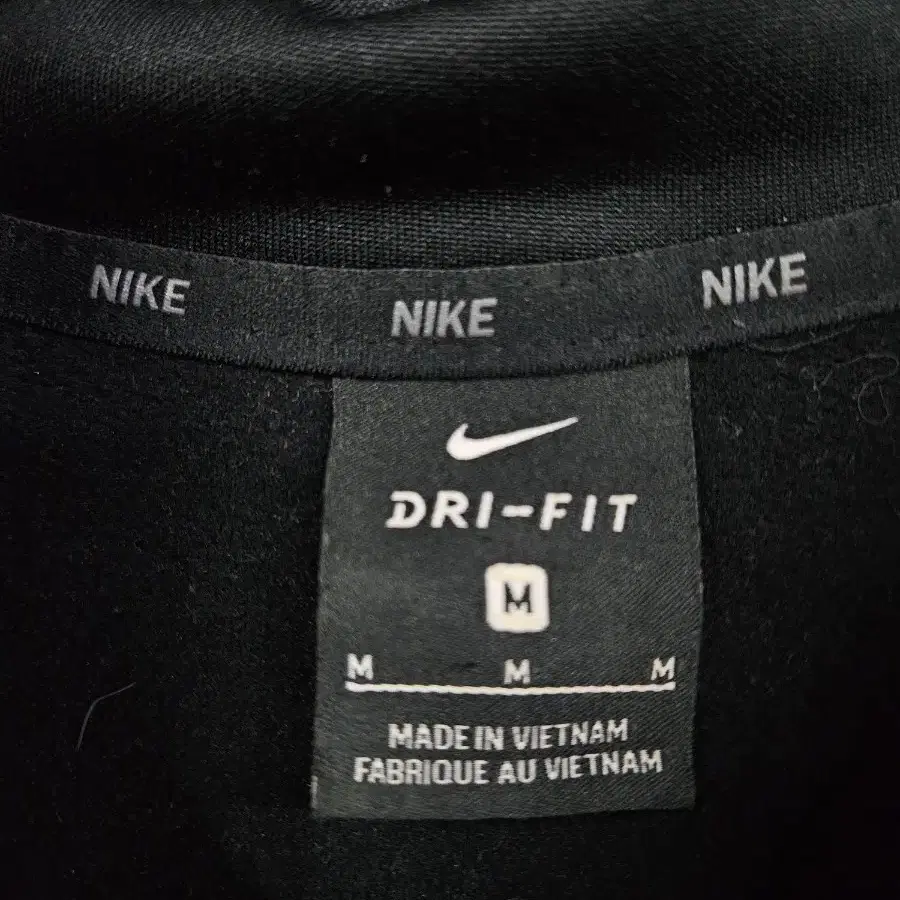 NIKE NIKE NIKE
DRI-FIT
M
M M M
MADE IN VIETNAM
FABRIQUE AU VIETNAM